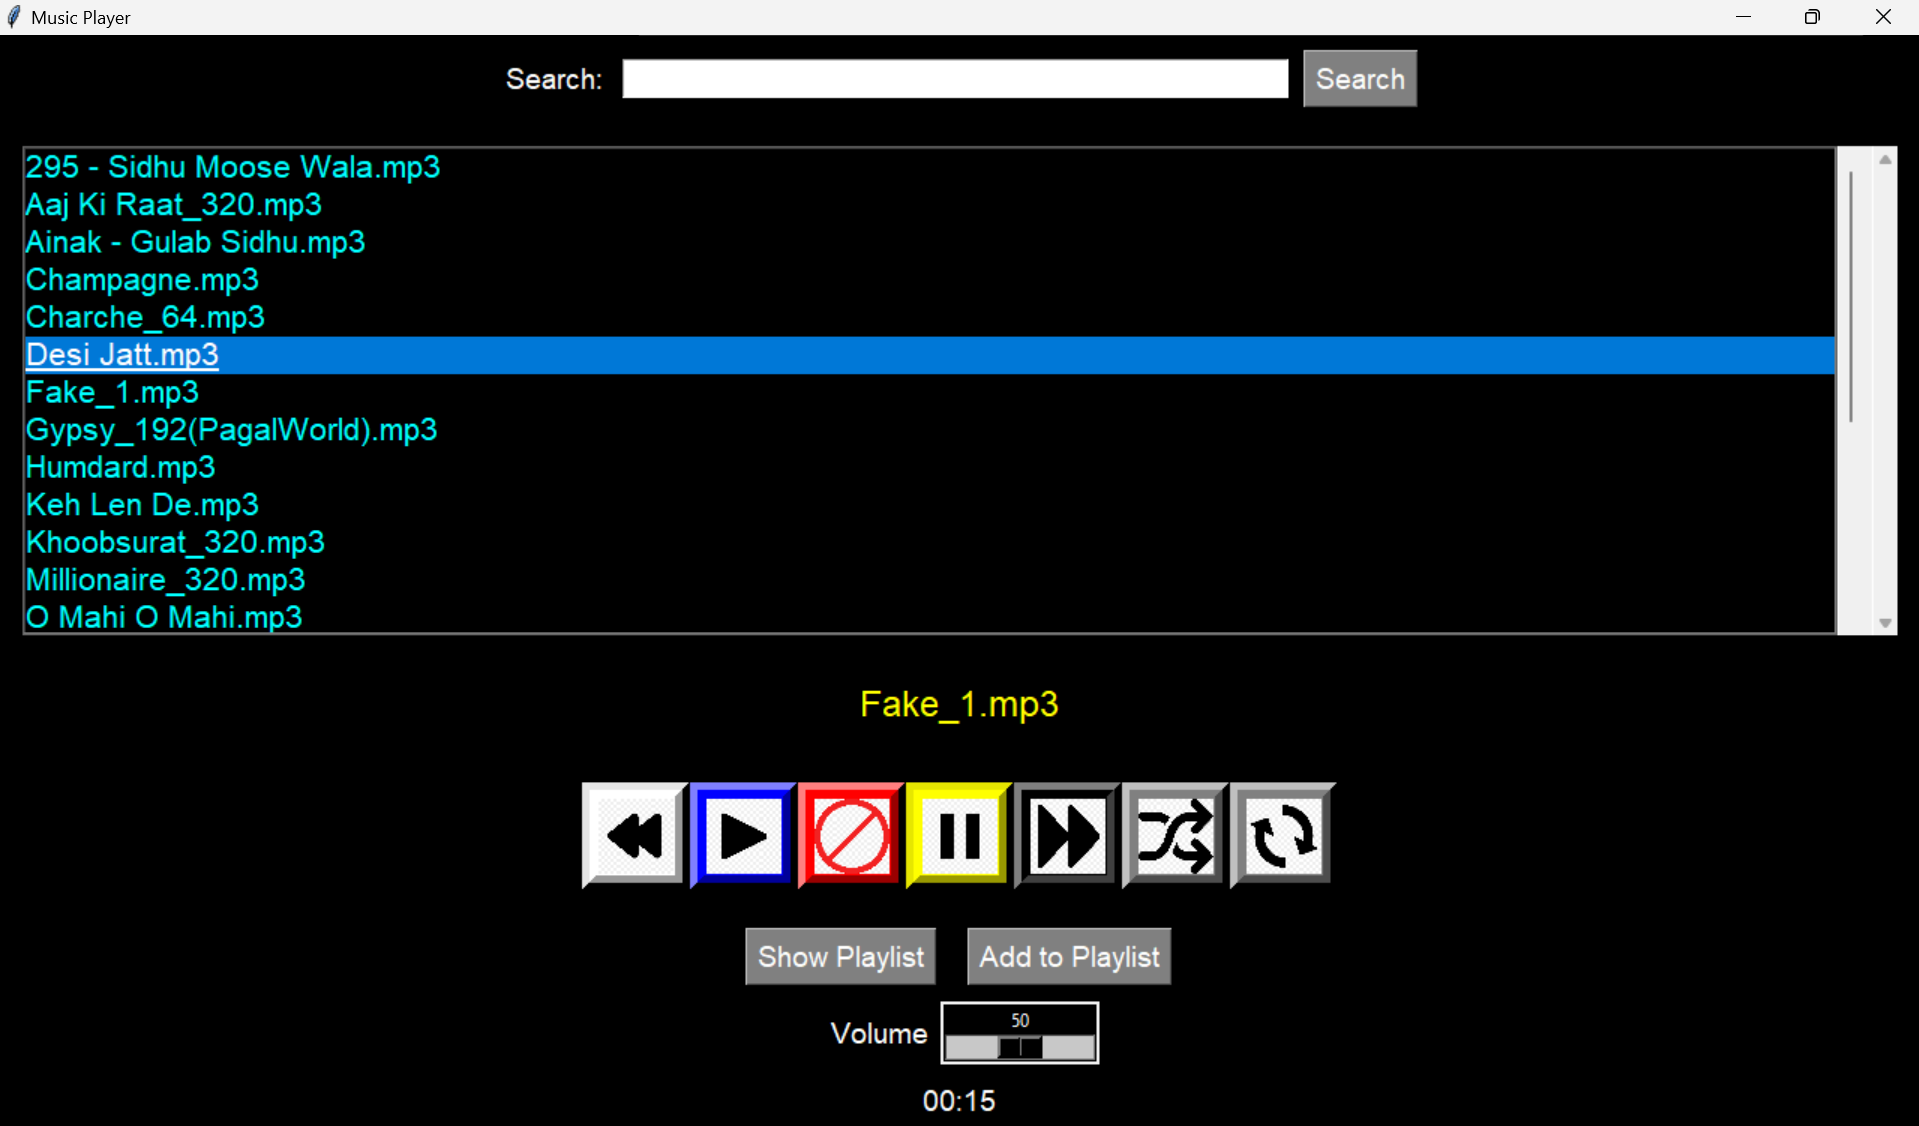 Music Player
Search: Search
295 - Sidhu Moose Wala.mp3
Aaj Ki Raat_320.mp3
Ainak - Gulab Sidhu.mp3
Champagne.mp3
Charche_64.mp3
Desi Jatt.mp3
Fake_1.mp3
Gypsy_192(PagalWorld).mp3
Humdard.mp3
Keh Len De.mp3
Khoobsurat_320.mp3
Millionaire_320.mp3
O Mahi O Mahi.mp3
Fake_1.mp3
Show Playlist Add to Playlist
50
Volume
00:15